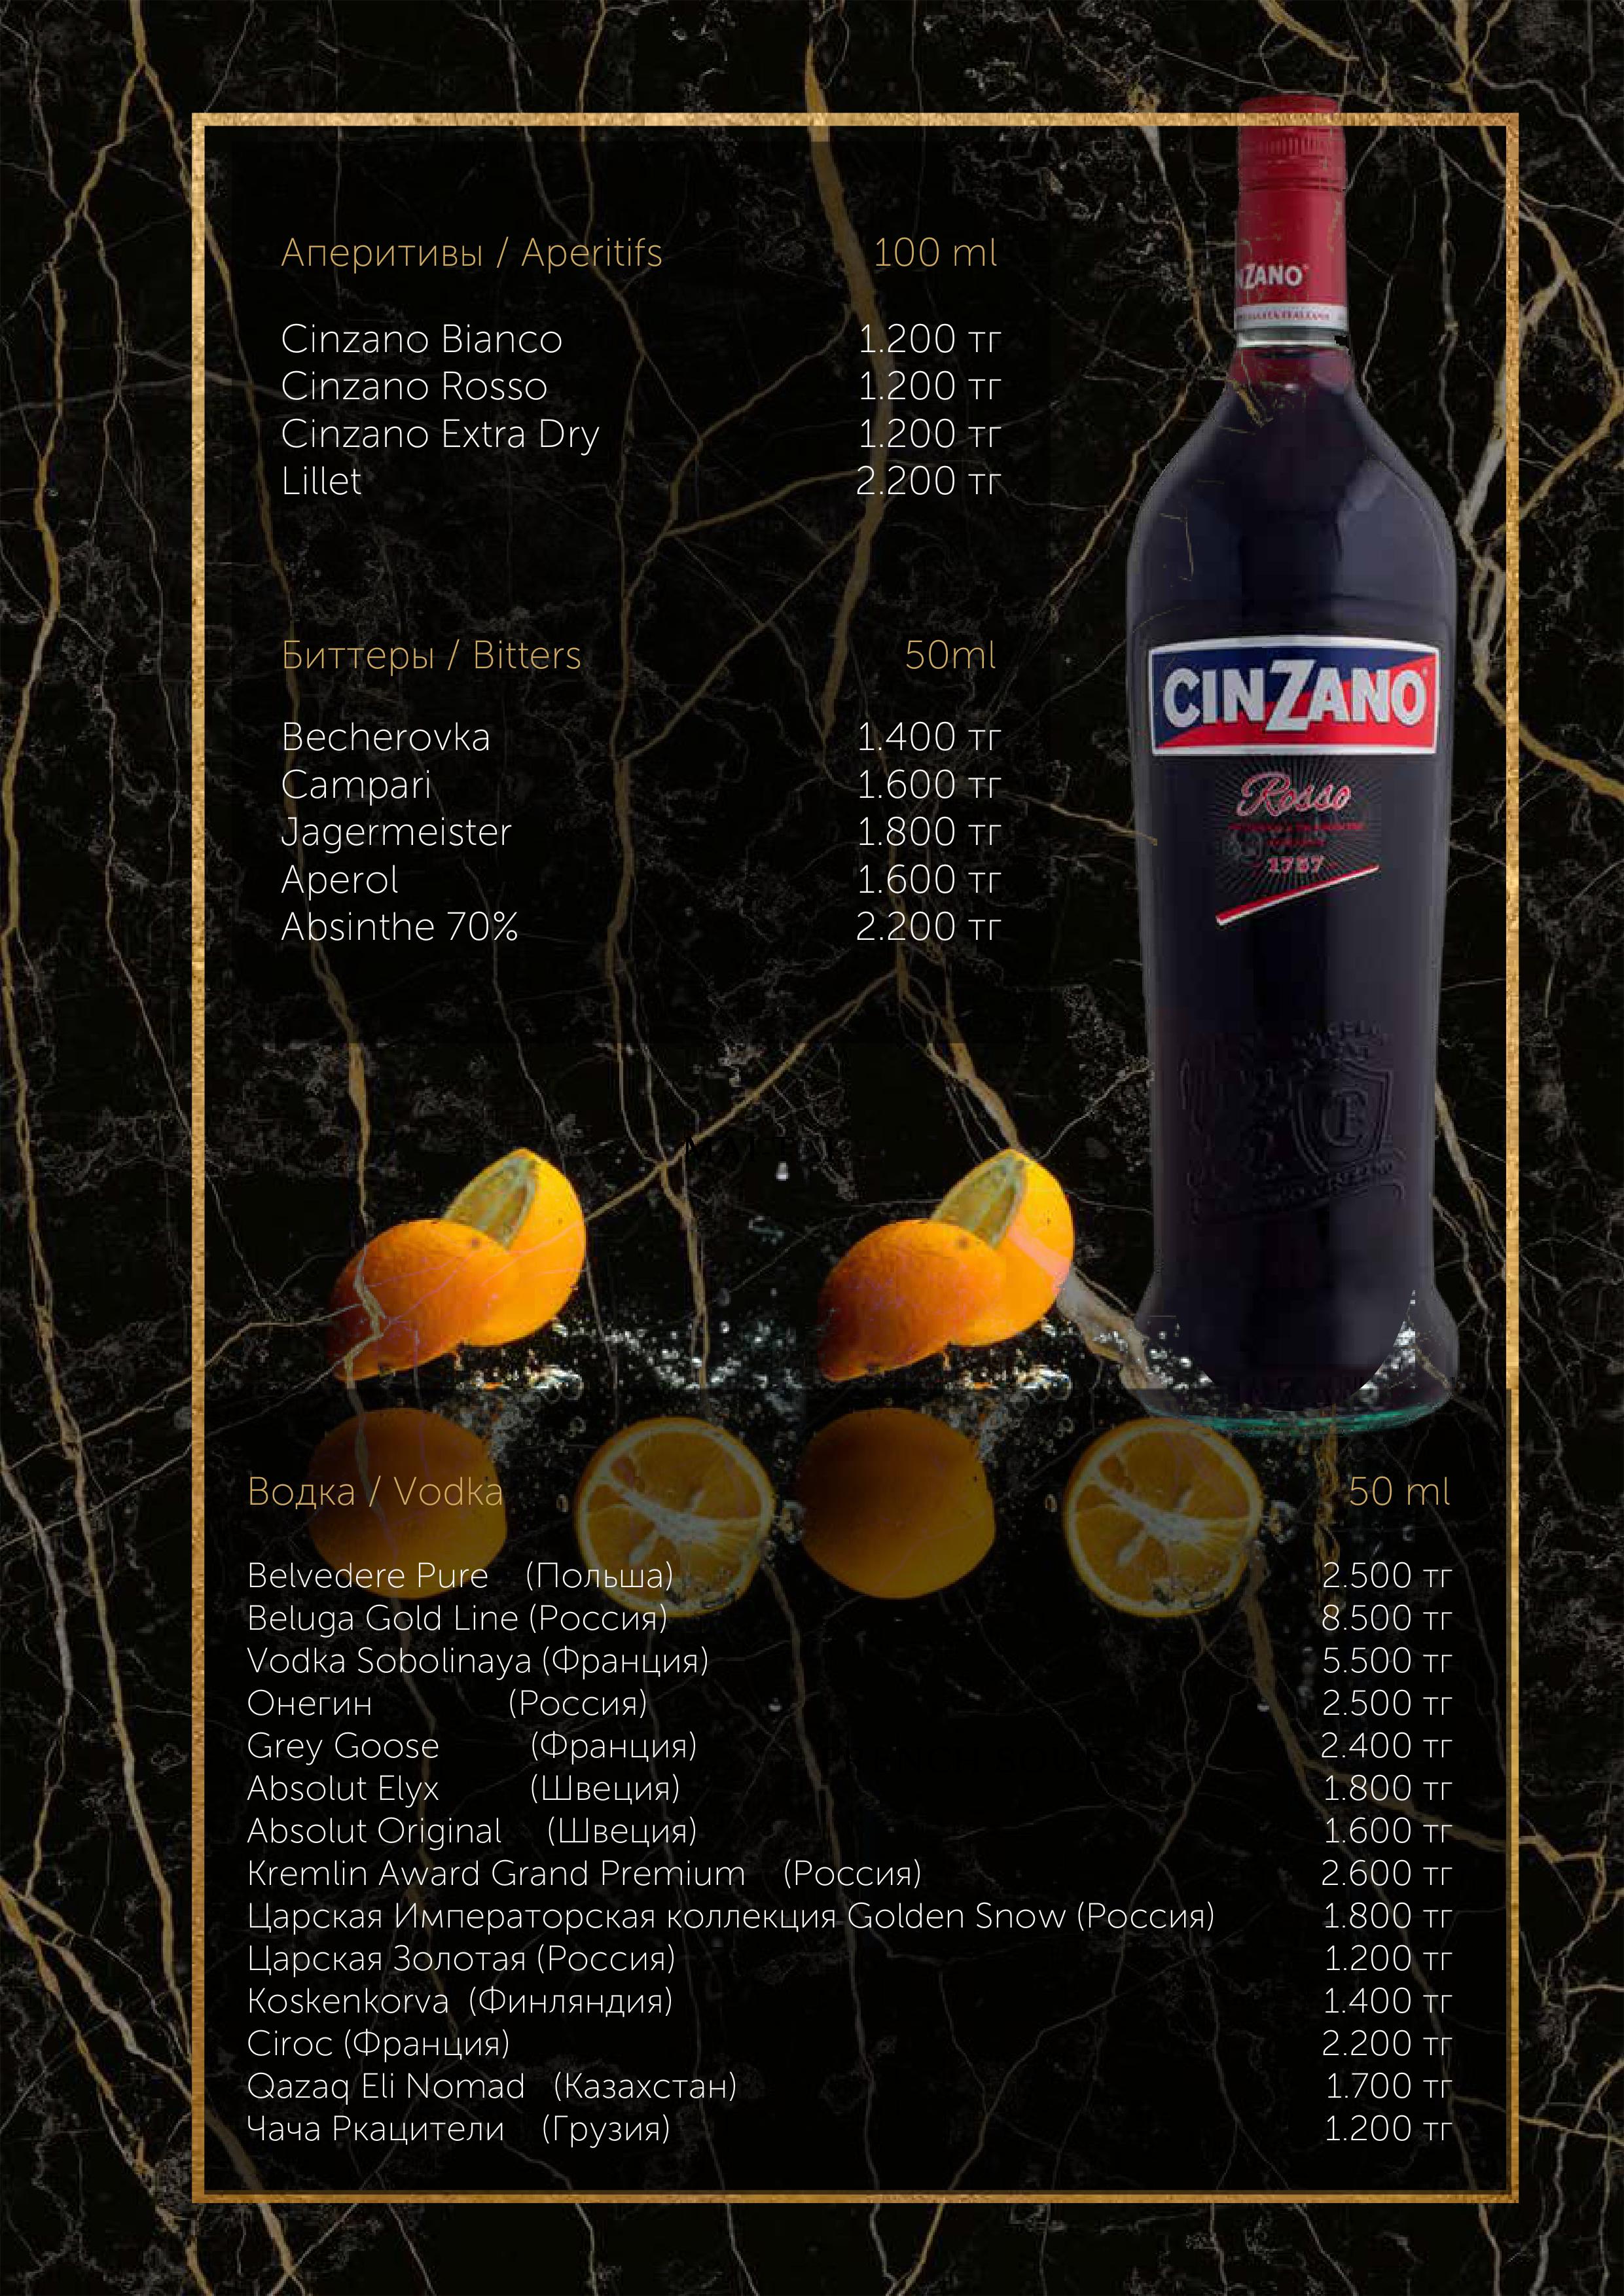 Аперитивы / Aperitifs 100 ml
Cinzano Bianco 1.200 тг
Cinzano Rosso 1.200 тг
Cinzano Extra Dry 1.200 тг
Lillet 2.200 тг
Биттеры / Bitters 50ml
Becherovka 1.400 тг
Campari 1.600 тг
Jagermeister 1.800 тг
Aperol 1.600 тг
Absinthe 70% 2.200 тг
INZANO
CINZANO
Rosso
1757
Водка / Vodka 50 ml
Belvedere Pure (Польша) 2.500 тг
Beluga Gold Line (Россия) 8.500 тг
Vodka Sobolinaya (Франция) 5.500 тг
Онегин (Россия) 2.500 тг
Grey Goose (Франция) 2.400 тг
Absolut Elyx (Швеция) 1.800 тг
Absolut Original (Швеция) 1.600 тг
Kremlin Award Grand Premium (Россия) 2.600 тг
Царская Императорская коллекция Golden Snow (Россия) 1.800 тг
Царская Золотая (Россия) 1.200 тг
Koskenkorva (Финляндия) 1.400 тг
Ciroc (Франция) 2.200 тг
Qazaq Eli Nomad (Казахстан) 1.700 тг
Чача Ркацители (Грузия) 1.200 тг